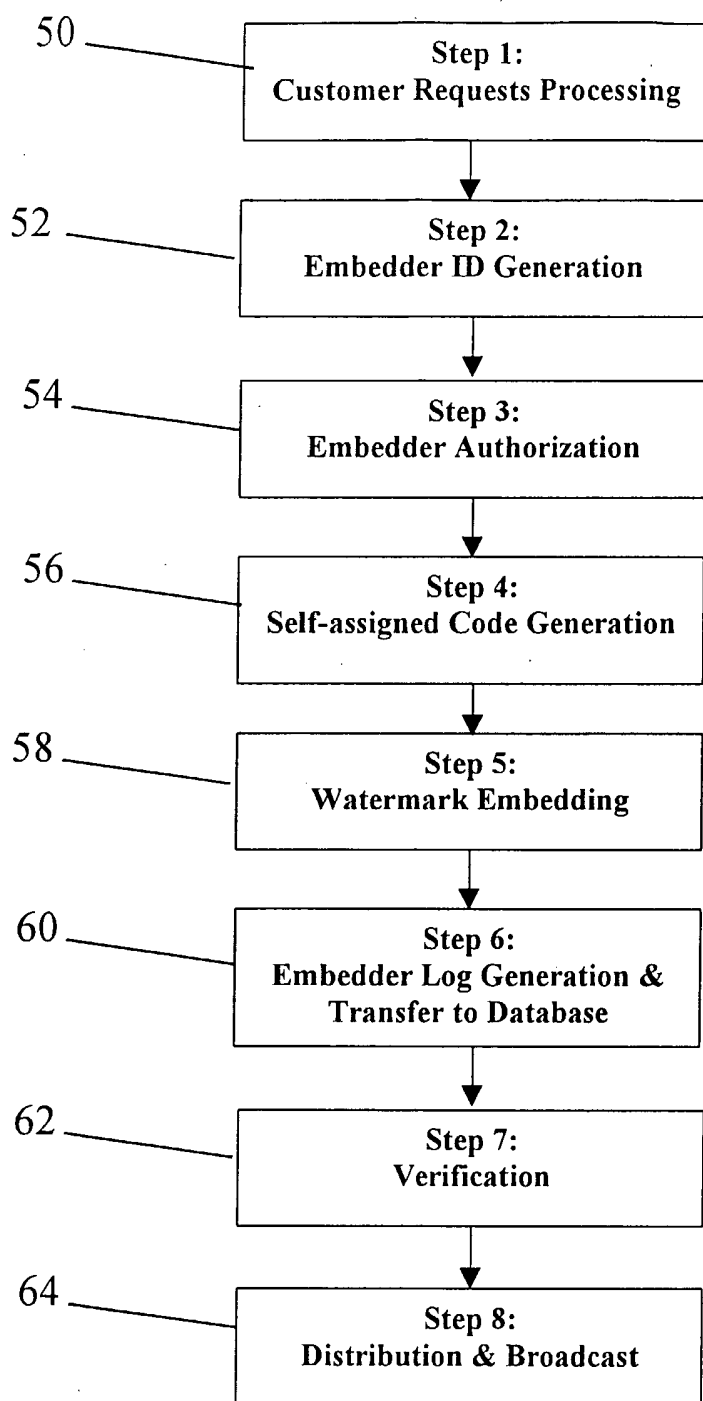 50
Step 1:
Customer Requests Processing
52
Step 2:
Embedder ID Generation
54
Step 3:
Embedder Authorization
56
Step 4:
Self-assigned Code Generation
58
Step 5:
Watermark Embedding
60
Step 6:
Embedder Log Generation &
Transfer to Database
62
Step 7:
Verification
64
Step 8:
Distribution & Broadcast